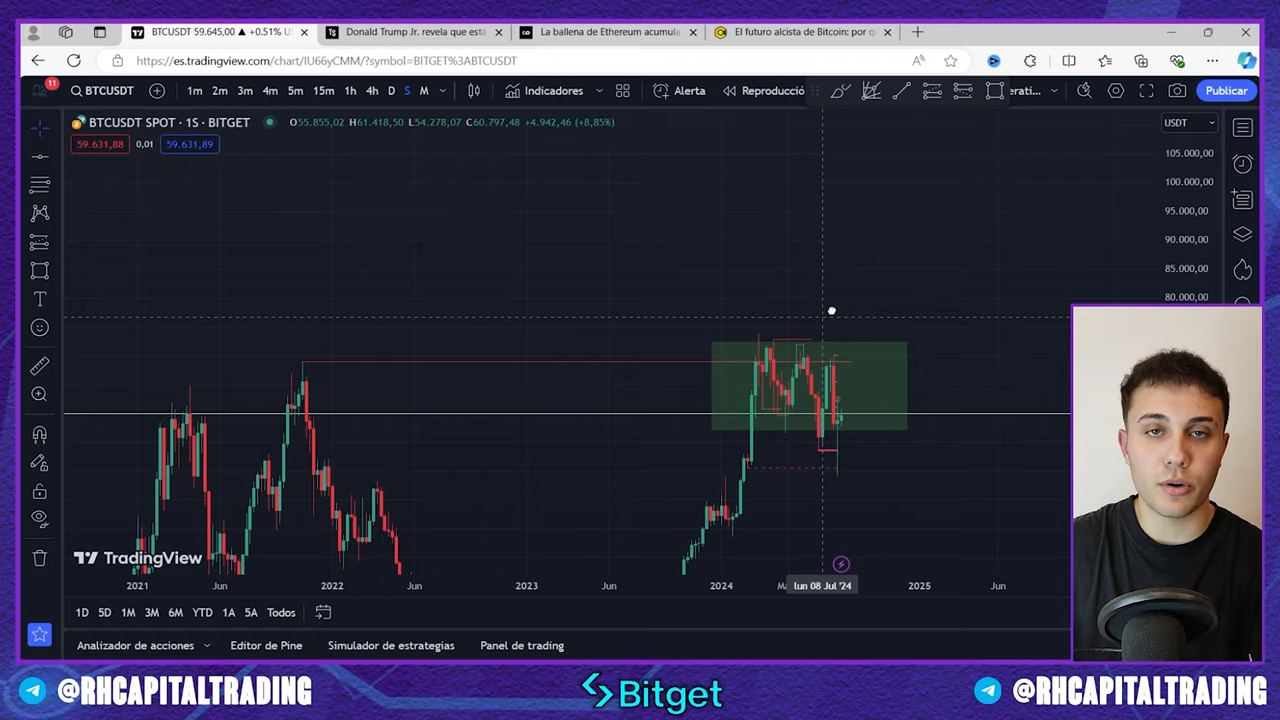 BTCUSDT 59.645,00 ▲ +0.51% U
Donald Trump Jr. revela que está
La ballena de Ethereum acumula
El futuro alcista de Bitcoin: por q
https://es.tradingview.com/chart/IU66yCMM/?symbol=BITGET%3ABTCUSDT
11
BTCUSDT
1m 2m 3m 4m 5m 15m 1h 4h D S M
Indicadores
Alerta
Reproducció
erati...
Publicar
BTCUSDT SPOT · 1S · BITGET
O55.855,02 H61.418,50 L54.278,07 C60.797,48 +4.942,46 (+8,85%)
USDT
59.631,88 0,01 59.631,89
105.000,00
100.000,00
95.000,00
90.000,00
85.000,00
80.000,00
TradingView
2021 Jun 2022 Jun 2023 Jun 2024 M lun 08 Jul '24 2025 Jun
1D 5D 1M 3M 6M YTD 1A 5A Todos
Analizador de acciones Editor de Pine Simulador de estrategias Panel de trading
@RHCAPITALTRADING
Bitget
@RHCAPITALTRADING